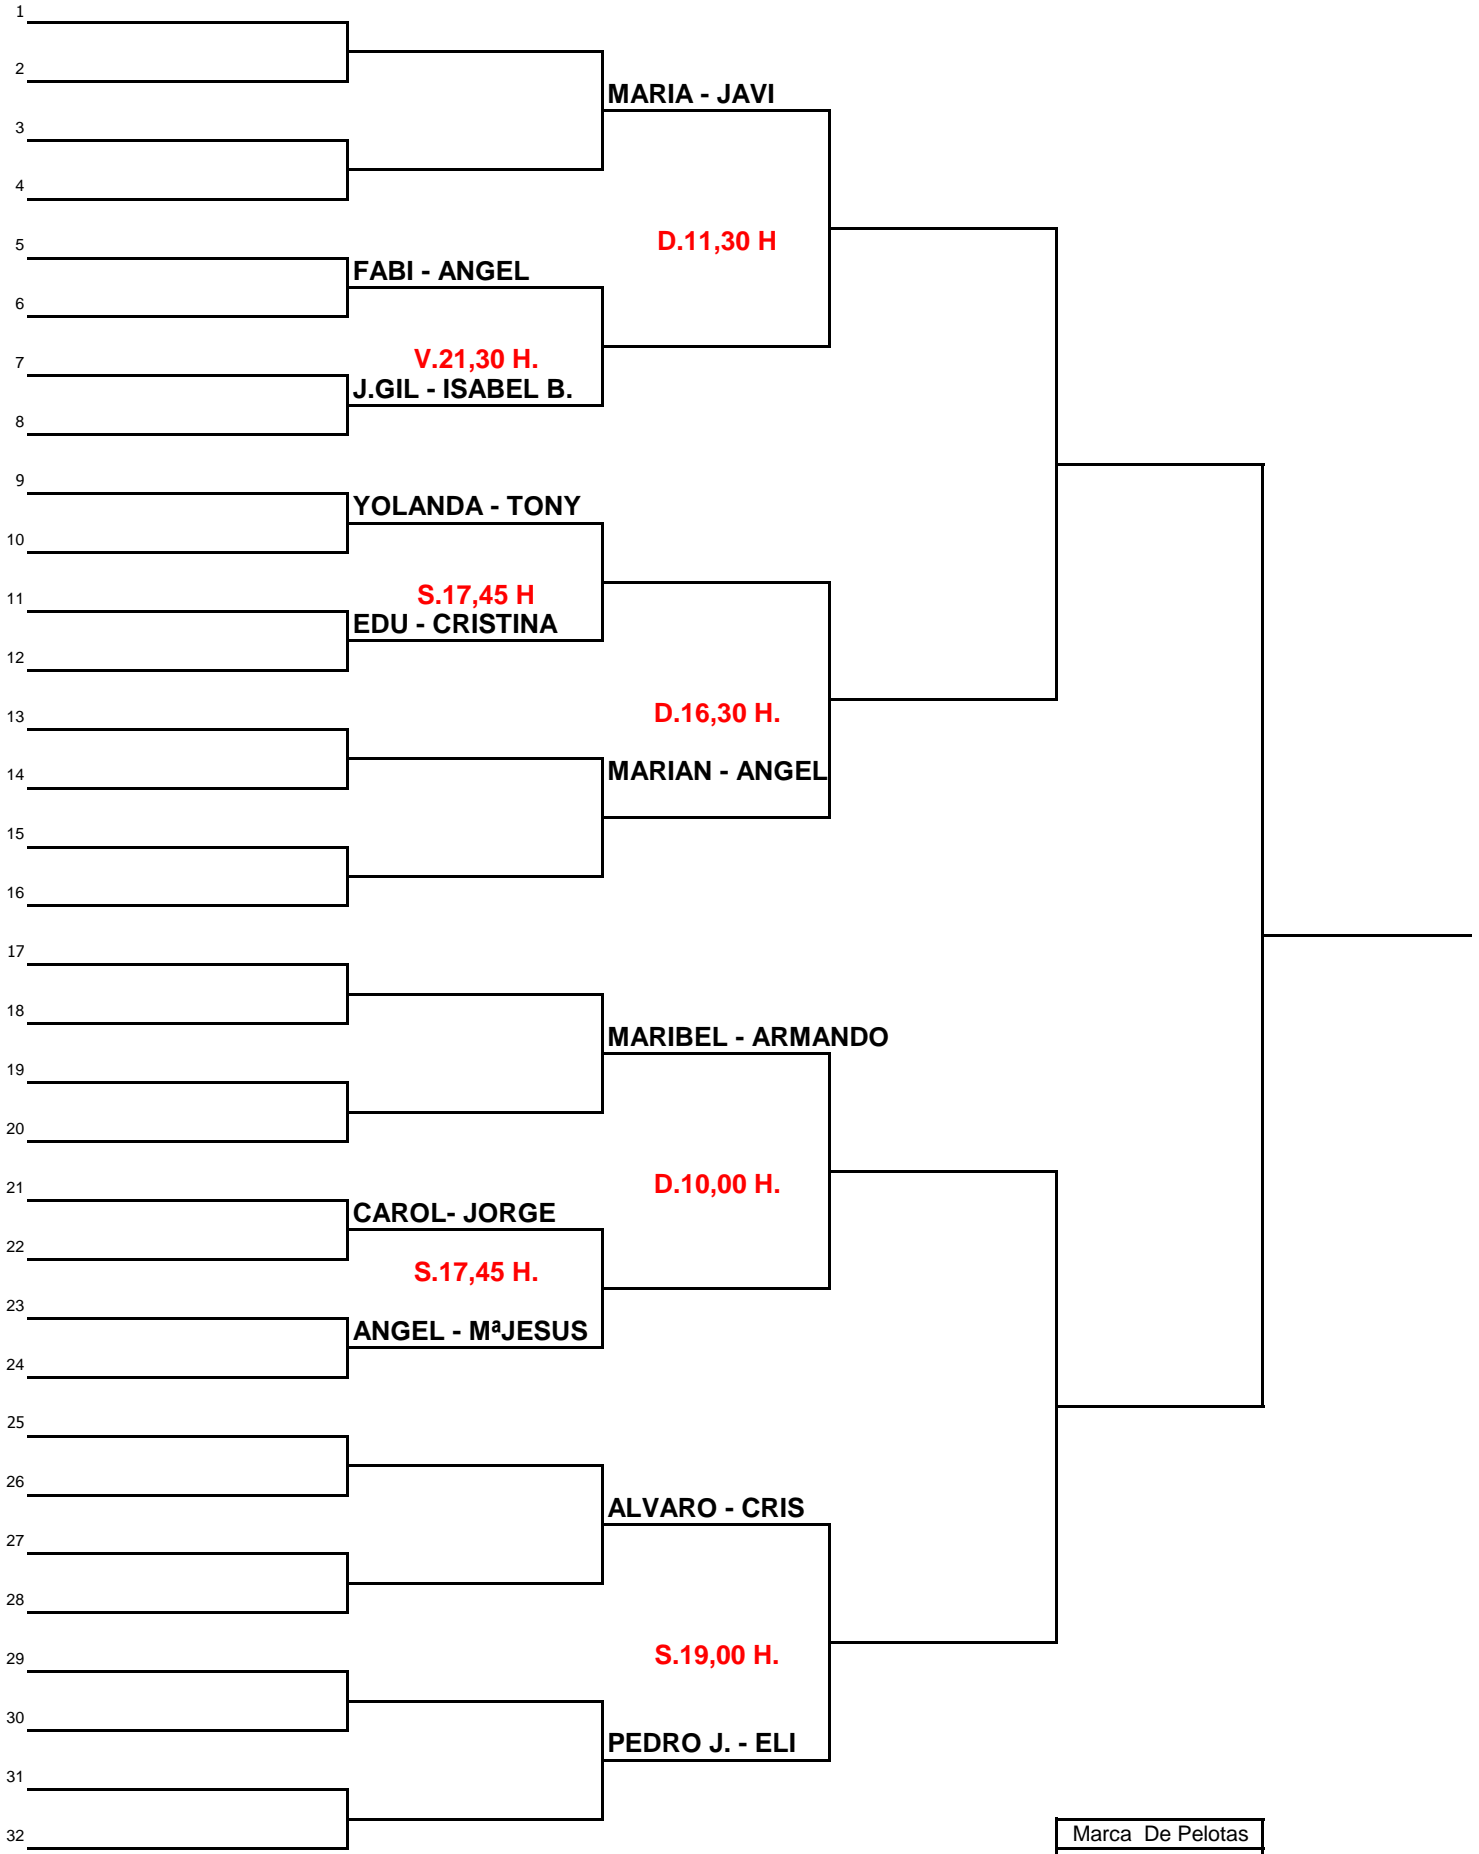 1
2
MARIA - JAVI
3
4
D.11,30 H
5
FABI - ANGEL
6
V.21,30 H.
7
J.GIL - ISABEL B.
8
9
YOLANDA - TONY
10
S.17,45 H
11
EDU - CRISTINA
12
D.16,30 H.
13
MARIAN - ANGEL
14
15
16
17
18
MARIBEL - ARMANDO
19
20
D.10,00 H.
21
CAROL- JORGE
22
S.17,45 H.
23
ANGEL - MªJESUS
24
25
26
ALVARO - CRIS
27
28
S.19,00 H.
29
30
PEDRO J. - ELI
31
32
Marca De Pelotas